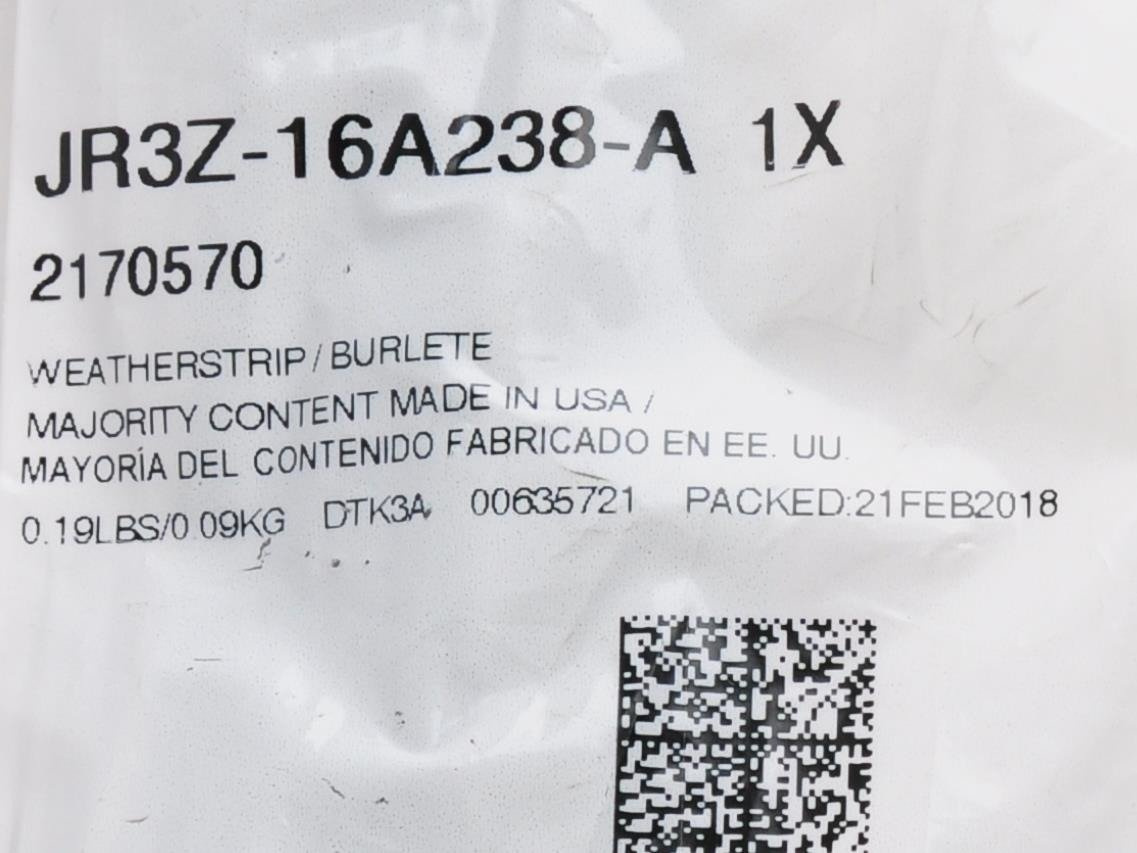 JR3Z-16A238-A 1X
2170570
WEATHERSTRIP/BURLETE
MAJORITY CONTENT MADE IN USA /
MAYORÍA DEL CONTENIDO FABRICADO EN EE. UU.
0.19LBS/0.09KG DTK3A 00635721 PACKED:21FEB2018